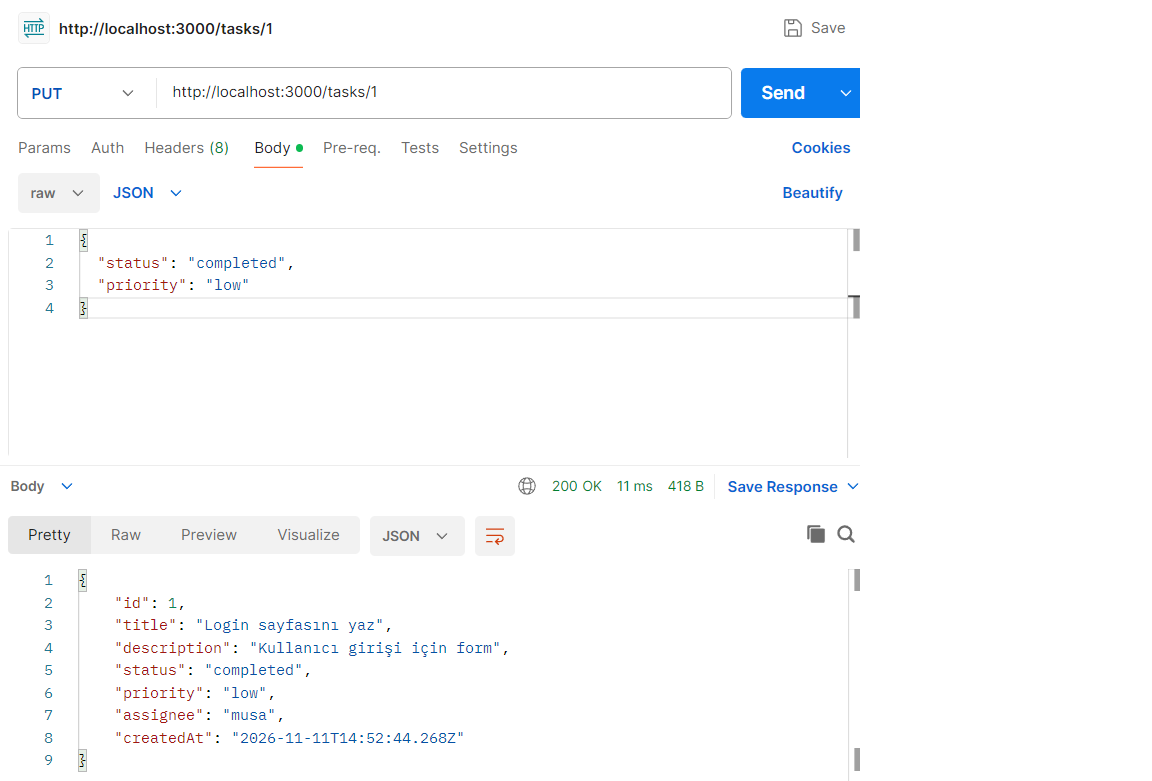 HTTP http://localhost:3000/tasks/1 Save
PUT http://localhost:3000/tasks/1 Send
Params Auth Headers (8) Body Pre-req. Tests Settings Cookies
raw JSON Beautify
1 {
2 "status": "completed",
3 "priority": "low"
4 }
Body 200 OK 11 ms 418 B Save Response
Pretty Raw Preview Visualize JSON
1 {
2 "id": 1,
3 "title": "Login sayfasını yaz",
4 "description": "Kullanıcı girişi için form",
5 "status": "completed",
6 "priority": "low",
7 "assignee": "musa",
8 "createdAt": "2026-11-11T14:52:44.268Z"
9 }